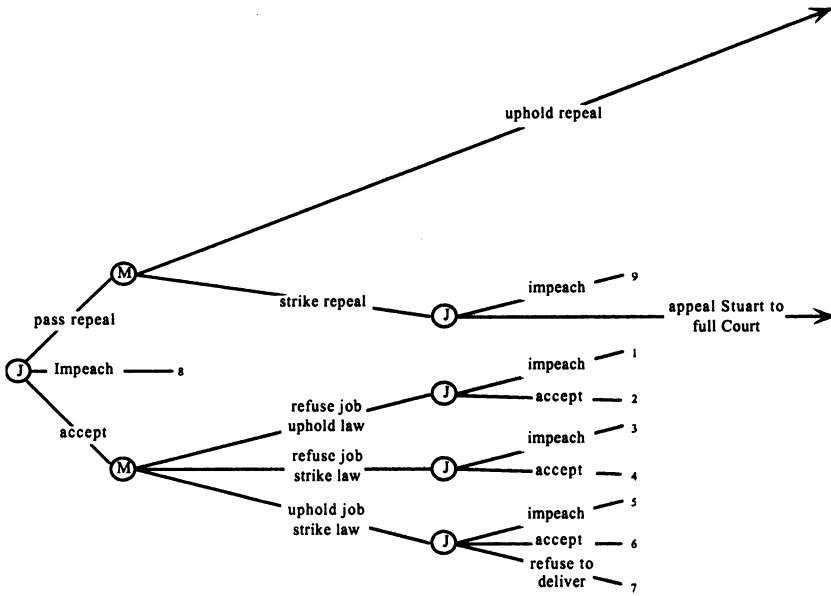 uphold repeal
M
strike repeal
J
impeach
9
appeal Stuart to
full Court
pass repeal
J
Impeach
8
accept
M
refuse job
uphold law
J
impeach
1
accept
2
refuse job
strike law
J
impeach
3
accept
4
uphold job
strike law
J
impeach
5
accept
6
refuse to
deliver
7